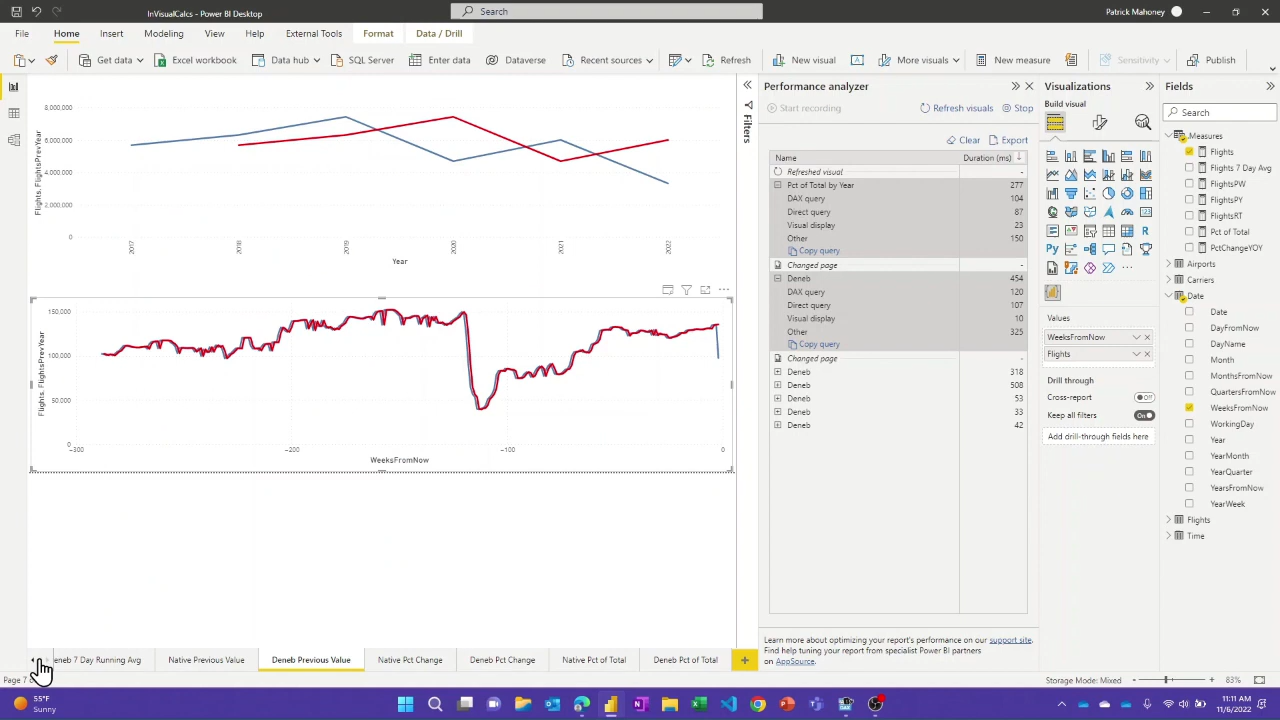 InVisualCalcs - Power BI Desktop
Search
Patrick Mahoney
File
Home
Insert
Modeling
View
Help
External Tools
Format
Data / Drill
Get data
Excel workbook
Data hub
SQL Server
Enter data
Dataverse
Recent sources
Refresh
New visual
More visuals
New measure
Sensitivity
Publish
8,000,000
6,000,000
4,000,000
2,000,000
0
Flights, FlightsPrevYear
2017
2018
2019
2020
2021
2022
Year
150,000
100,000
50,000
0
Flights, FlightsPrevYear
−300
−200
−100
0
WeeksFromNow
Filters
Performance analyzer
Start recording
Refresh visuals
Stop
Clear
Export
Name
Duration (ms)
Refreshed visual
-
Pct of Total by Year
277
DAX query
104
Direct query
87
Visual display
23
Other
150
Copy query
Changed page
-
Deneb
454
DAX query
120
Direct query
107
Visual display
10
Other
325
Copy query
Changed page
-
Deneb
318
Deneb
508
Deneb
53
Deneb
33
Deneb
42
Learn more about optimizing your report's performance on our support site.
Find help tuning your report from specialist Power BI partners
on AppSource.
Visualizations
Build visual
Values
WeeksFromNow
Flights
Drill through
Cross-report
Off
Keep all filters
On
Add drill-through fields here
Fields
Search
Measures
Flights
Flights 7 Day Avg
FlightsPW
FlightsPY
FlightsRT
Pct of Total
PctChangeYOY
Airports
Carriers
Date
Date
DayFromNow
DayName
Month
MonthsFromNow
QuartersFromNow
WeeksFromNow
WorkingDay
Year
YearMonth
YearQuarter
YearsFromNow
YearWeek
Flights
Time
eneb 7 Day Running Avg
Native Previous Value
Deneb Previous Value
Native Pct Change
Deneb Pct Change
Native Pct of Total
Deneb Pct of Total
Page 7
Storage Mode: Mixed
83%
55°F
Sunny
11:11 AM
11/6/2022